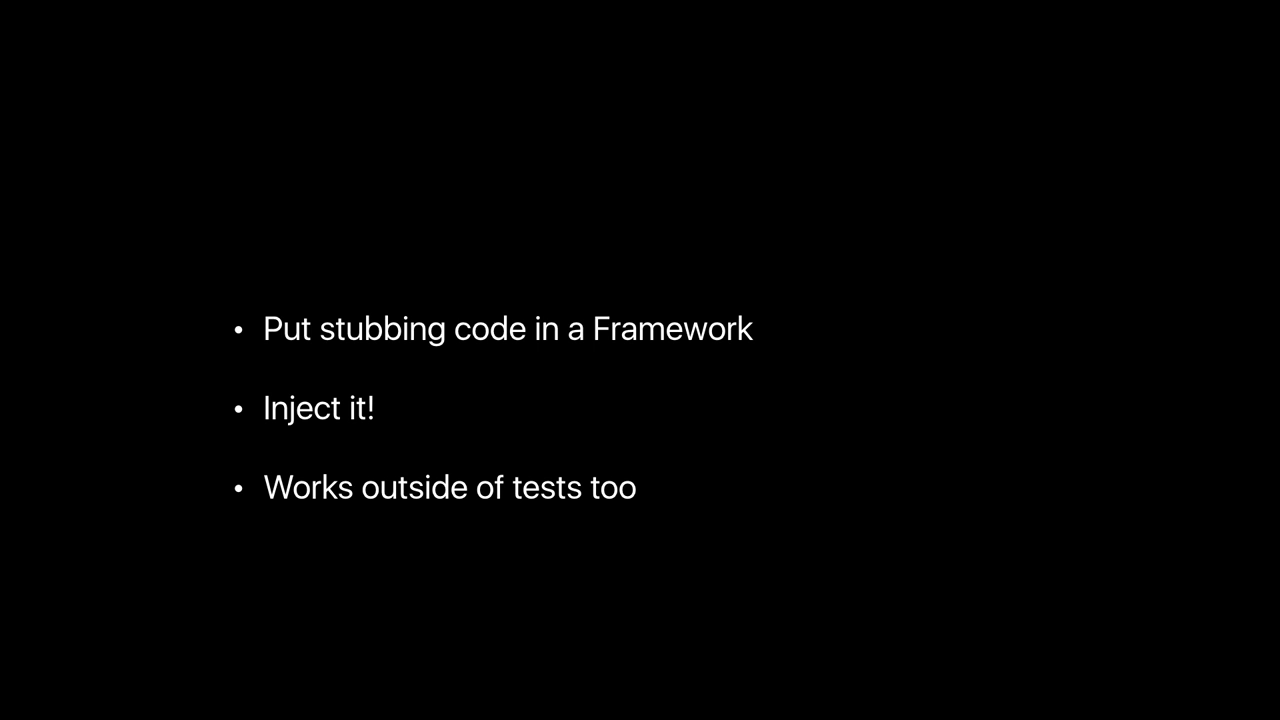 • Put stubbing code in a Framework
• Inject it!
• Works outside of tests too